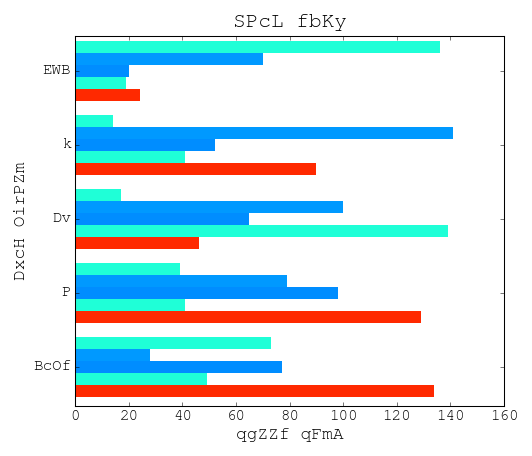 SPcL fbKy
DxcH OirPZm
EWB
k
Dv
P
BcOf
0 20 40 60 80 100 120 140 160
qgZZf qFmA